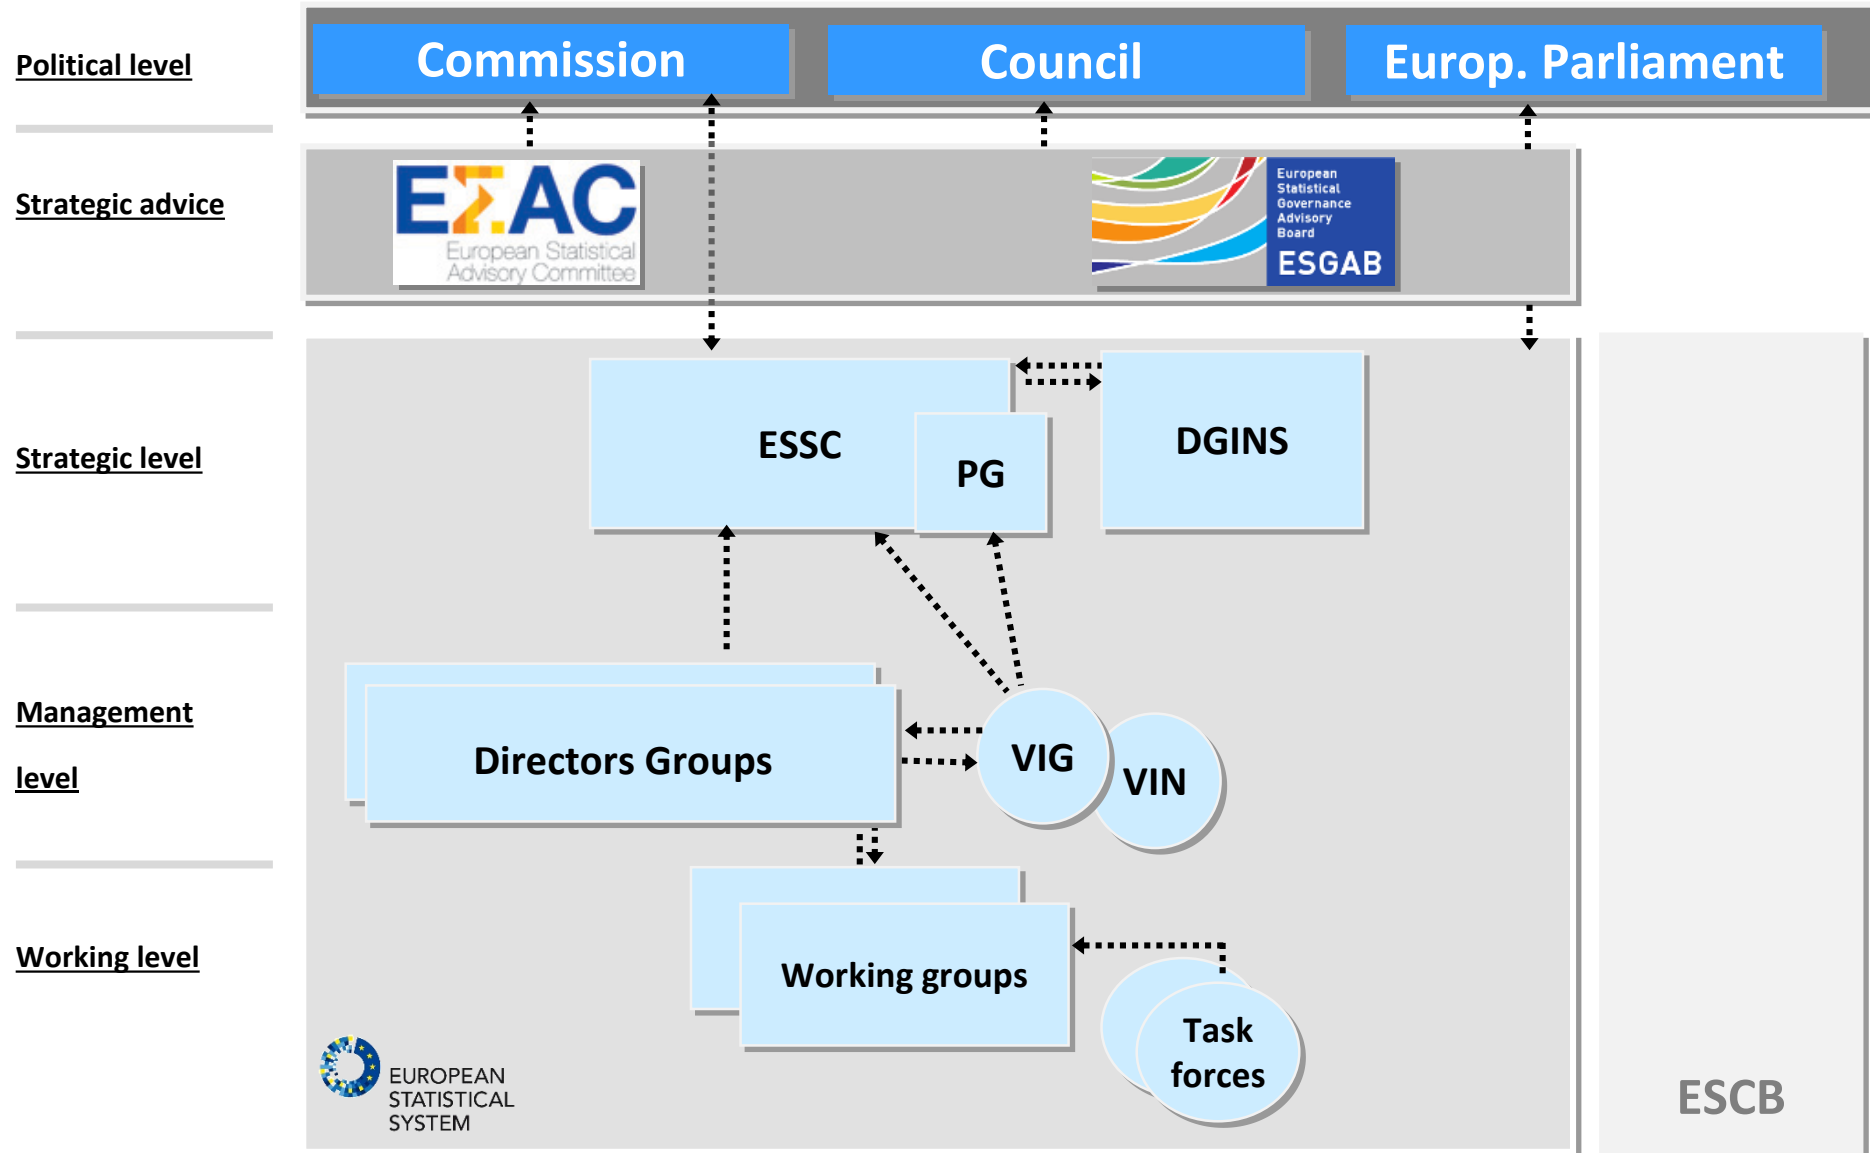 Political level
Commission
Council
Europ. Parliament
Strategic advice
EΣAC
European Statistical
Advisory Committee
European
Statistical
Governance
Advisory
Board
ESGAB
Strategic level
ESSC
PG
DGINS
Management
level
Directors Groups
VIG
VIN
Working level
Working groups
Task
forces
EUROPEAN
STATISTICAL
SYSTEM
ESCB